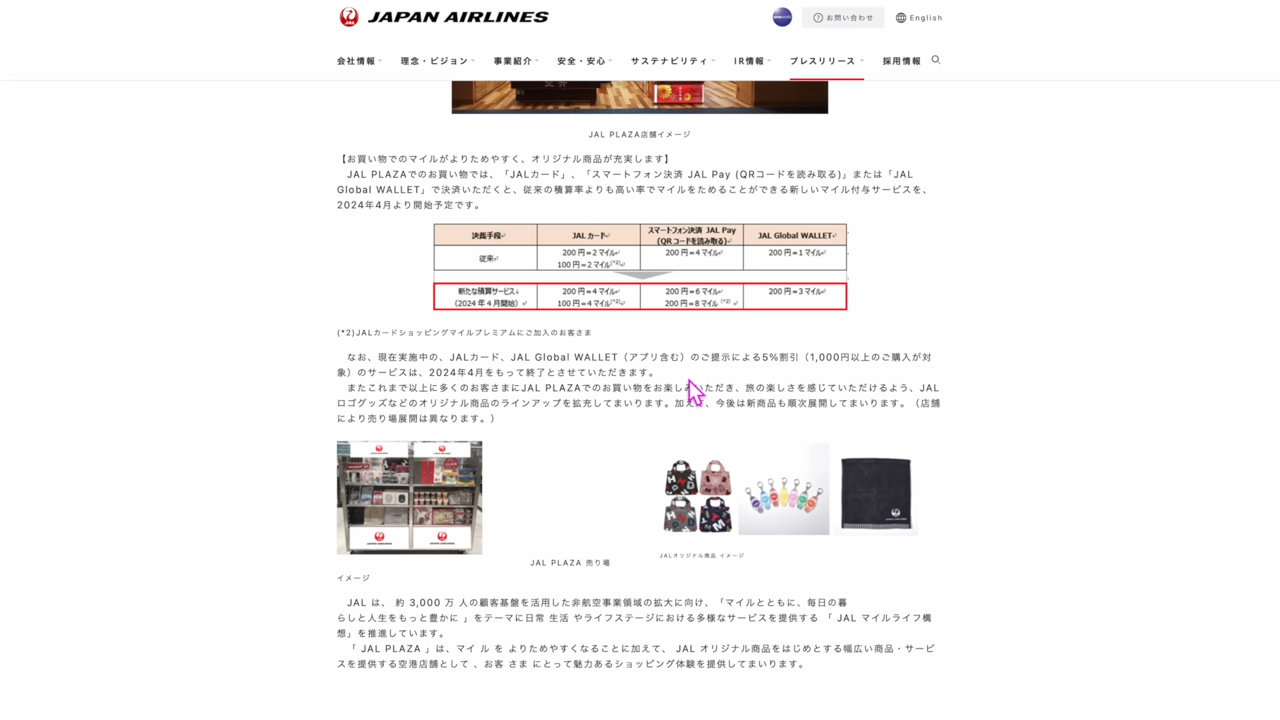 JAPAN AIRLINES
お問い合わせ
English
会社情報
理念・ビジョン
事業紹介
安全・安心
サステナビリティ
IR情報
プレスリリース
採用情報
JAL PLAZA店舗イメージ
【お買い物でのマイルがよりためやすく、オリジナル商品が充実します】
JAL PLAZAでのお買い物では、「JALカード」、「スマートフォン決済 JAL Pay (QRコードを読み取る)」または「JAL
Global WALLET」で決済いただくと、従来の積算率よりも高い率でマイルをためることができる新しいマイル付与サービスを、
2024年4月より開始予定です。
決裁手段 JALカード スマートフォン決済 JAL Pay JAL Global WALLET
(QRコードを読み取る)
従来 200円=2マイル 200円=4マイル 200円=1マイル
100円=2マイル(*2)
新たな積算サービス 200円=4マイル 200円=6マイル 200円=3マイル
(2024年4月開始) 100円=4マイル(*2) 200円=8マイル (*2)
(*2)JALカードショッピングマイルプレミアムにご加入のお客さま
なお、現在実施中の、JALカード、JAL Global WALLET（アプリ含む）のご提示による5%割引（1,000円以上のご購入が対
象）のサービスは、2024年4月をもって終了とさせていただきます。
またこれまで以上に多くのお客さまにJAL PLAZAでのお買い物をお楽しみいただき、旅の楽しさを感じていただけるよう、JAL
ロゴグッズなどのオリジナル商品のラインアップを拡充してまいります。加えて、今後は新商品も順次展開してまいります。（店舗
により売り場展開は異なります。）
JALオリジナル商品 イメージ
JAL PLAZA 売り場
イメージ
JAL は、 約 3,000 万 人の顧客基盤を活用した非航空事業領域の拡大に向け、「マイルとともに、毎日の暮
らしと人生をもっと豊かに 」をテーマに日常 生活 やライフステージにおける多様なサービスを提供する 「 JAL マイルライフ構
想」を推進しています。
「 JAL PLAZA 」は、マイ ル を よりためやすくなることに加えて、 JAL オリジナル商品をはじめとする幅広い商品・サービ
スを提供する空港店舗として 、お客 さま にとって魅力あるショッピング体験を提供してまいります。